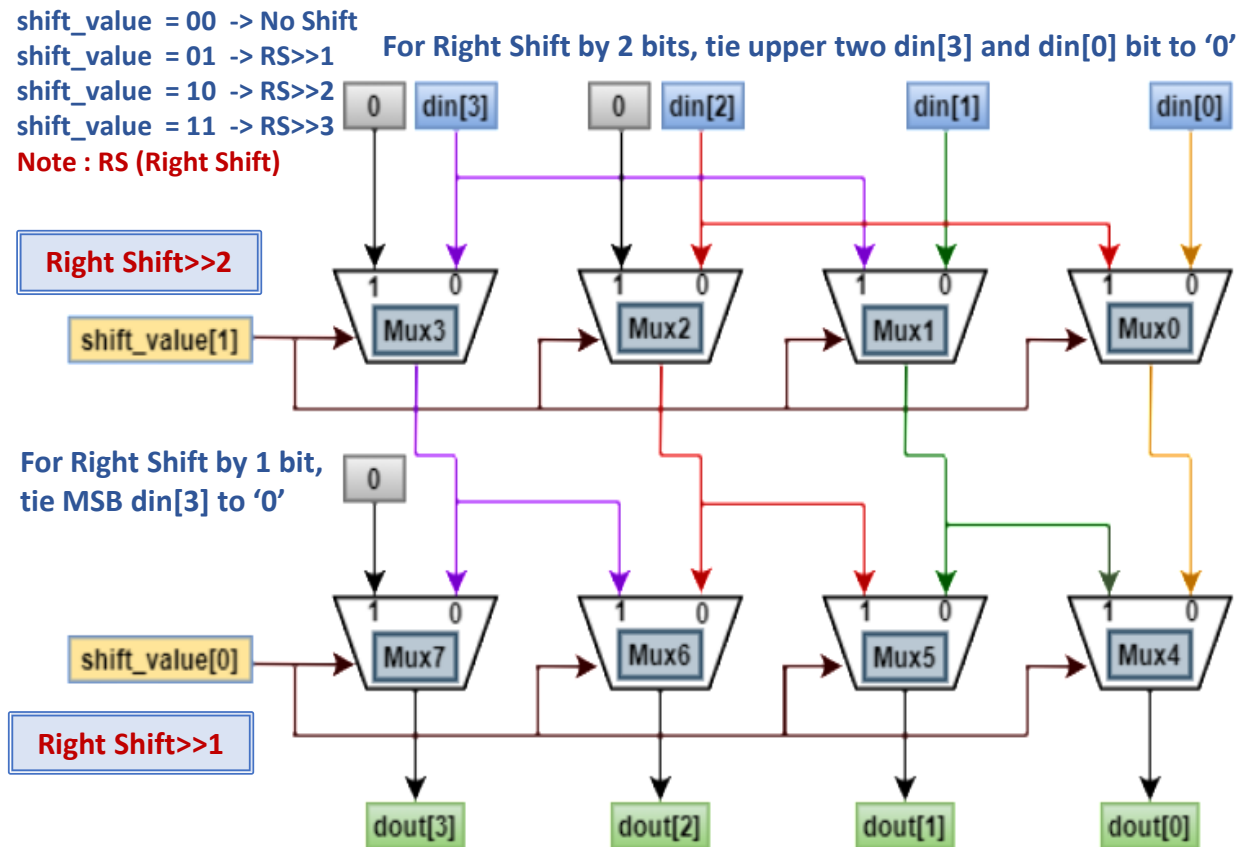 shift_value = 00 -> No Shift
shift_value = 01 -> RS>>1
shift_value = 10 -> RS>>2
shift_value = 11 -> RS>>3
Note : RS (Right Shift)
For Right Shift by 2 bits, tie upper two din[3] and din[0] bit to ‘0’
0 din[3] 0 din[2] din[1] din[0]
Right Shift>>2
1 0 1 0 1 0 1 0
shift_value[1] Mux3 Mux2 Mux1 Mux0
For Right Shift by 1 bit,
tie MSB din[3] to ‘0’
0
1 0 1 0 1 0 1 0
shift_value[0] Mux7 Mux6 Mux5 Mux4
Right Shift>>1
dout[3] dout[2] dout[1] dout[0]